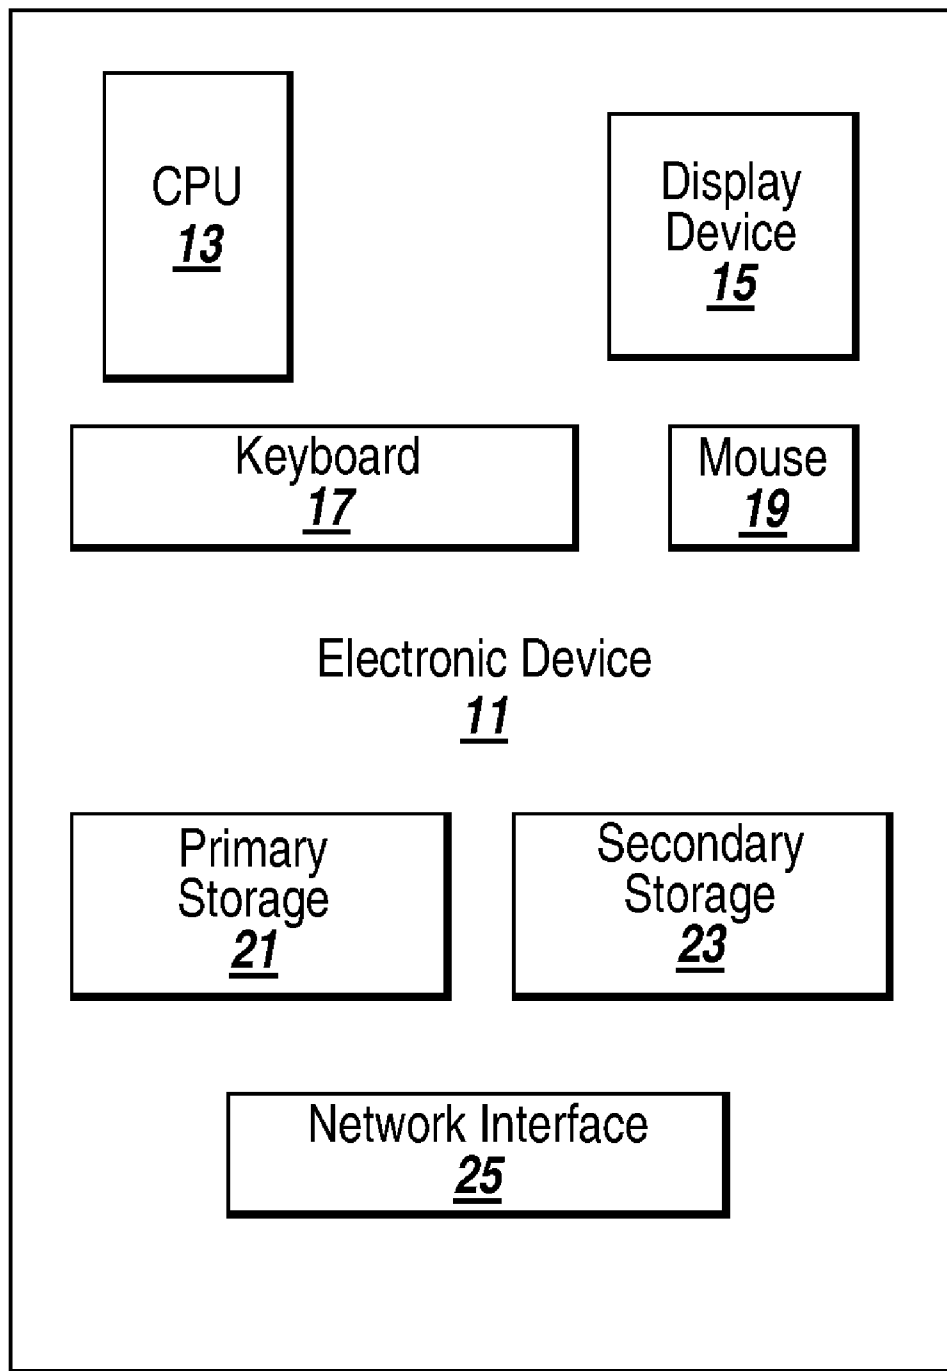 CPU
13
Display
Device
15
Keyboard
17
Mouse
19
Electronic Device
11
Primary
Storage
21
Secondary
Storage
23
Network Interface
25